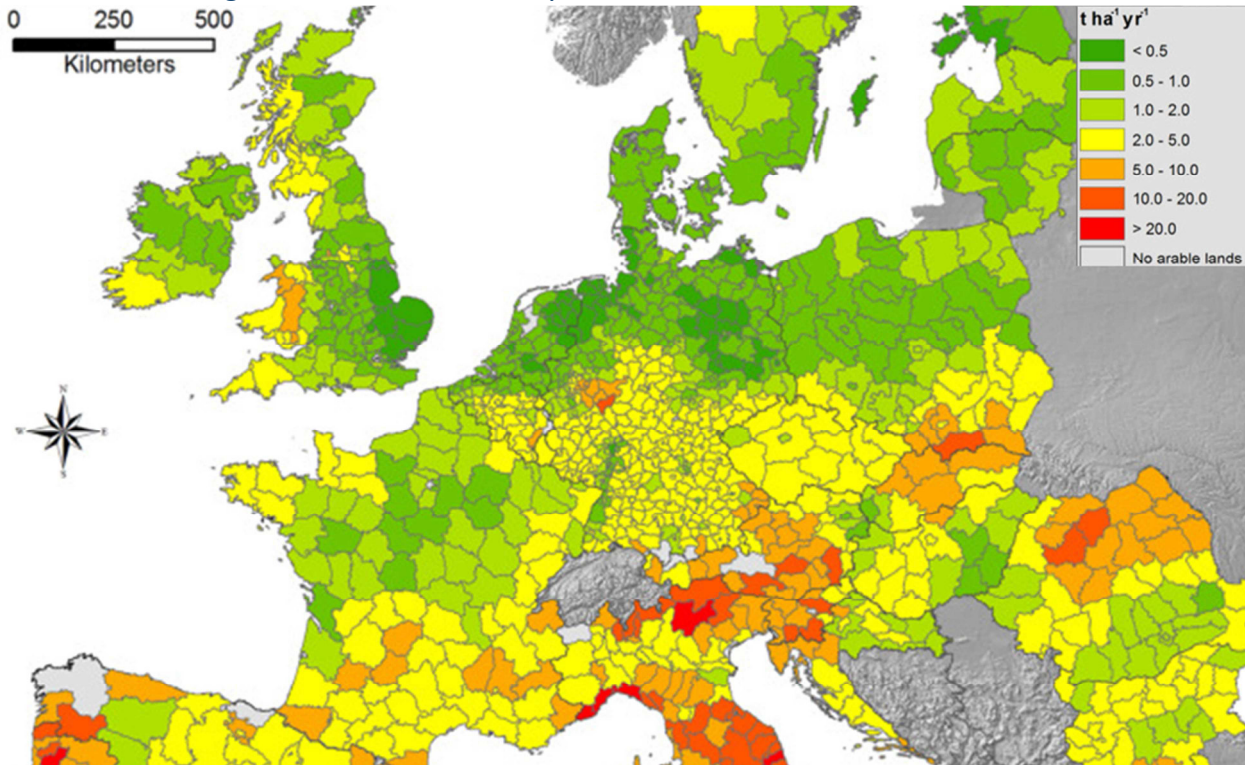 0 250 500
Kilometers
t ha⁻¹ yr⁻¹
< 0.5
0.5 - 1.0
1.0 - 2.0
2.0 - 5.0
5.0 - 10.0
10.0 - 20.0
> 20.0
No arable lands
N
W E
S